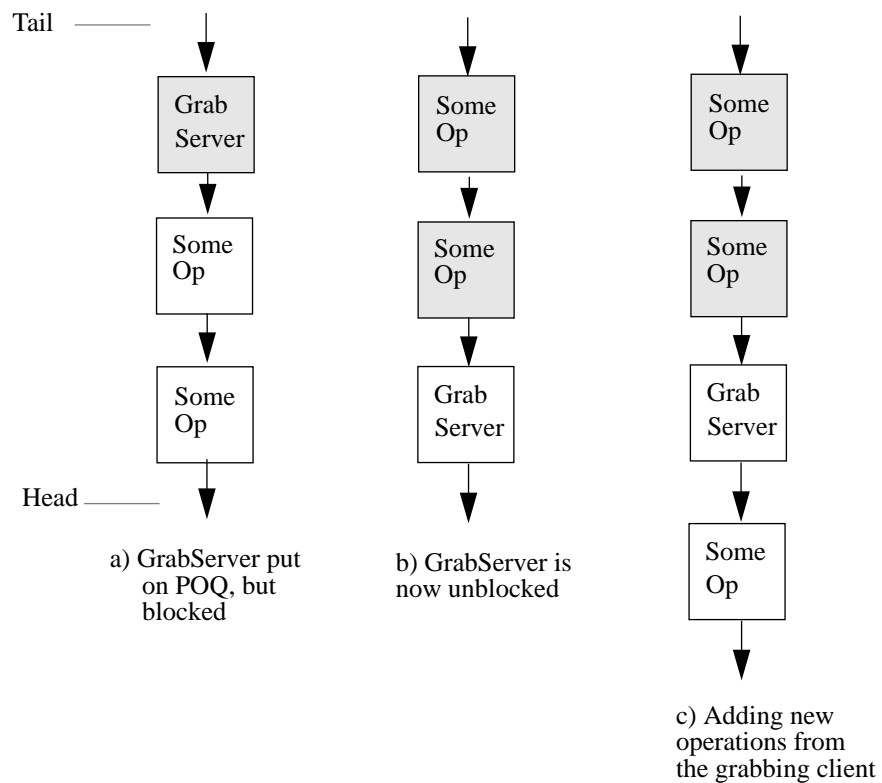 Tail
Grab
Server
Some
Op
Some
Op
Head
a) GrabServer put
on POQ, but
blocked
Some
Op
Some
Op
Grab
Server
b) GrabServer is
now unblocked
Some
Op
Some
Op
Grab
Server
Some
Op
c) Adding new
operations from
the grabbing client